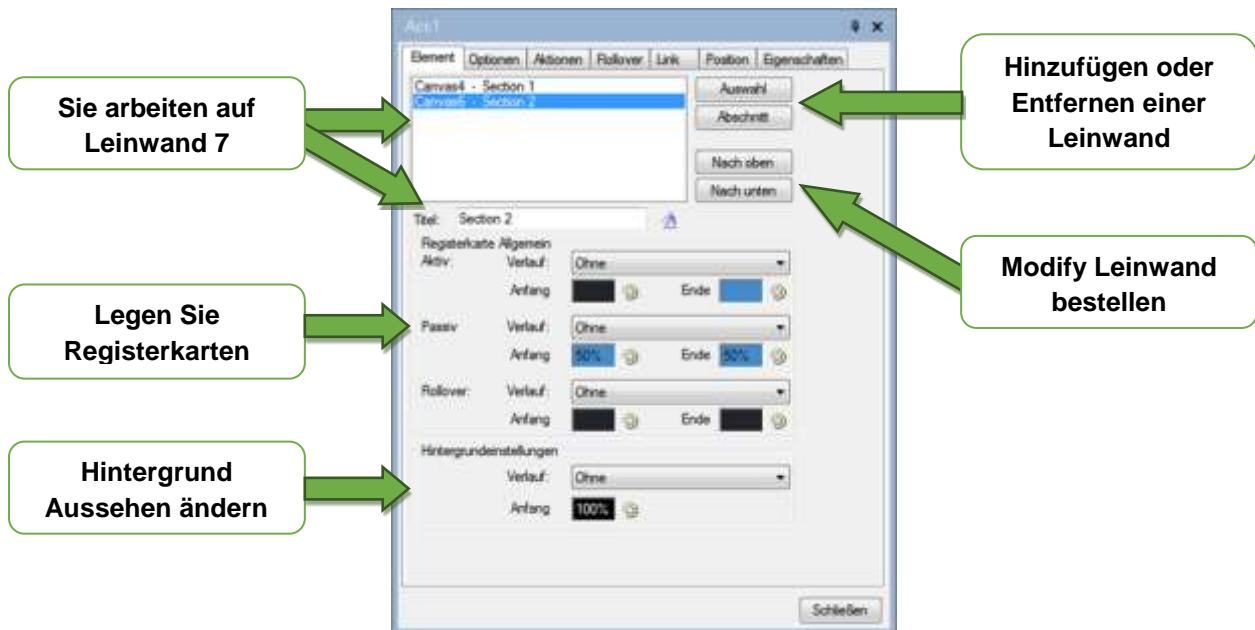 Acc1
Element Optionen Aktionen Rollover Link Position Eigenschaften
Canvas4 - Section 1
Canvas6 - Section 2
Auswahl
Abschnitt
Nach oben
Nach unten
Titel: Section 2
Registerkarte Allgemein
Aktiv: Verlauf: Ohne
Anfang Ende
Passiv Verlauf: Ohne
Anfang 50% Ende 50%
Rollover: Verlauf: Ohne
Anfang Ende
Hintergrundeinstellungen
Verlauf: Ohne
Anfang 100%
Schließen
Sie arbeiten auf
Leinwand 7
Legen Sie
Registerkarten
Hintergrund
Aussehen ändern
Hinzufügen oder
Entfernen einer
Leinwand
Modify Leinwand
bestellen